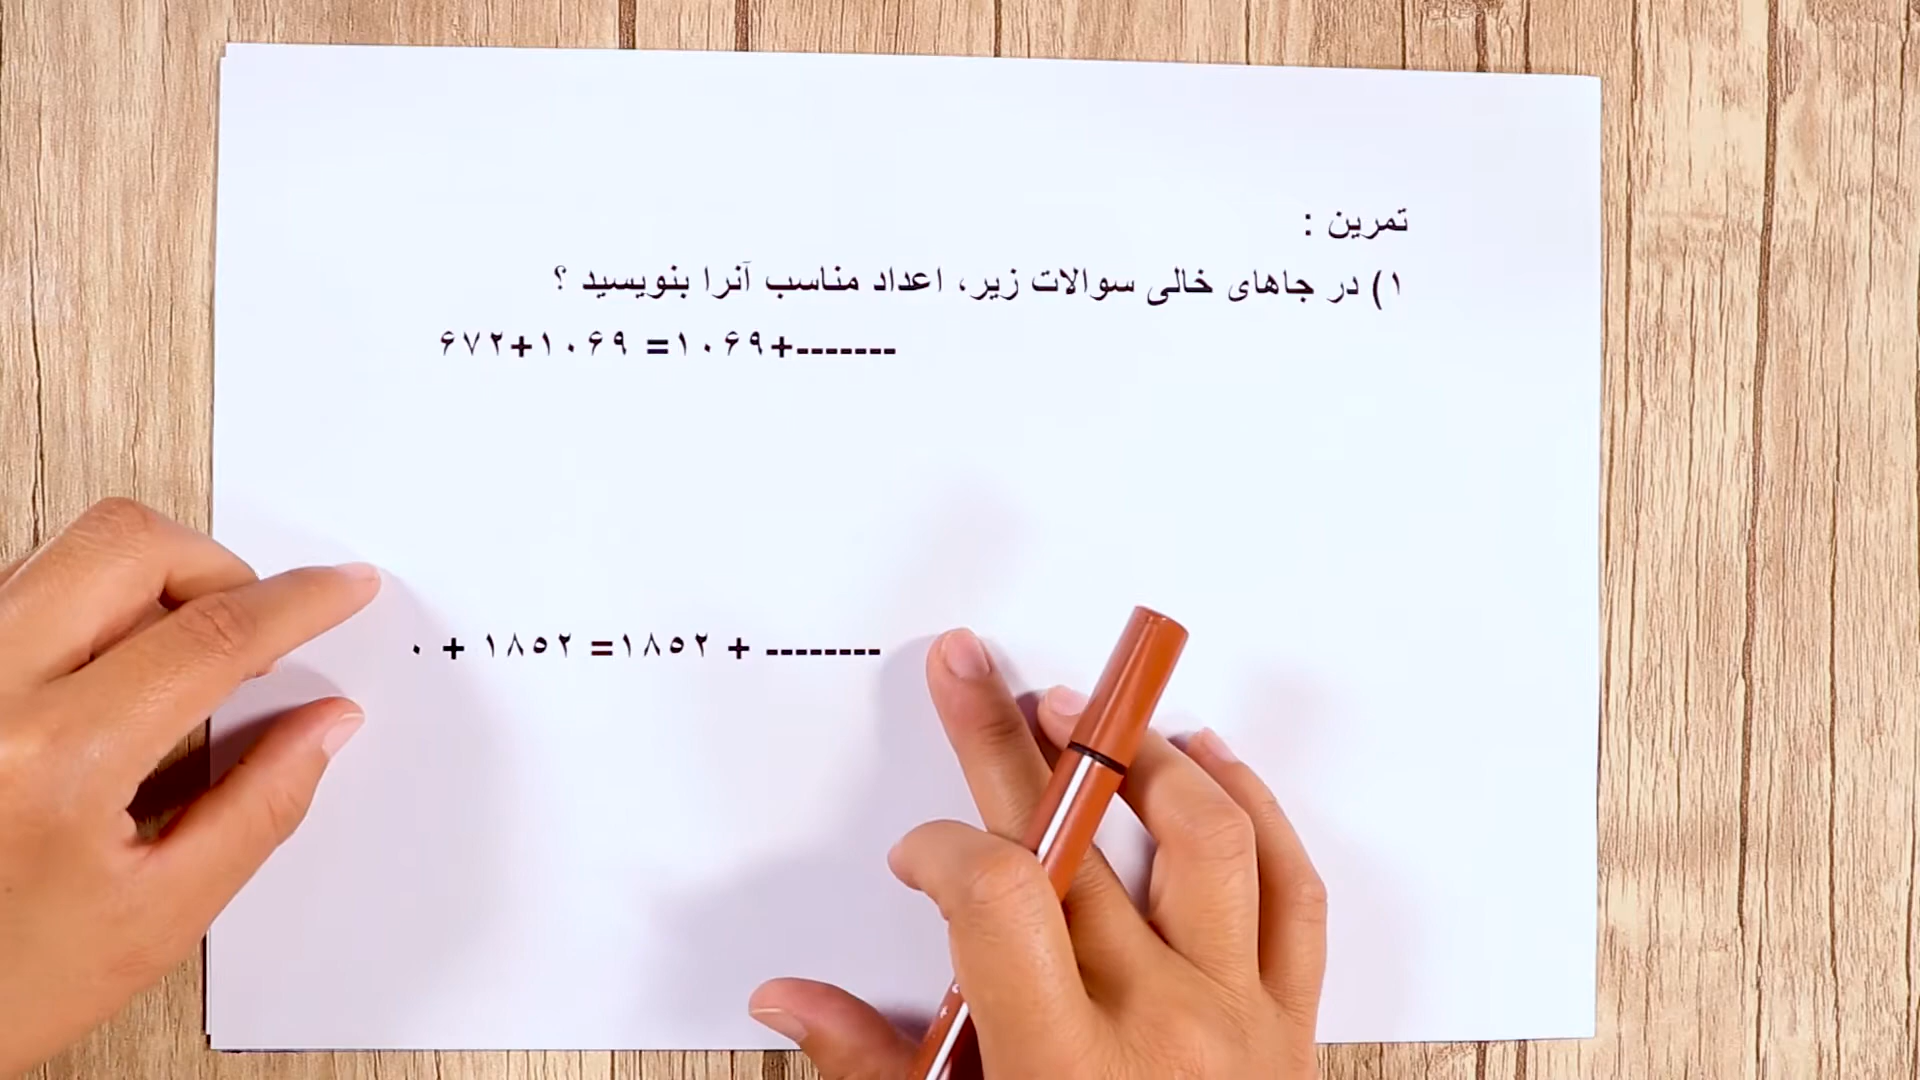 تمرین :
۱) در جاهای خالی سوالات زیر، اعداد مناسب آنرا بنویسید ؟
۶۷۲+۱۰۶۹ =۱۰۶۹+-------
۰ + ۱۸۵۲ =۱۸۵۲ + --------